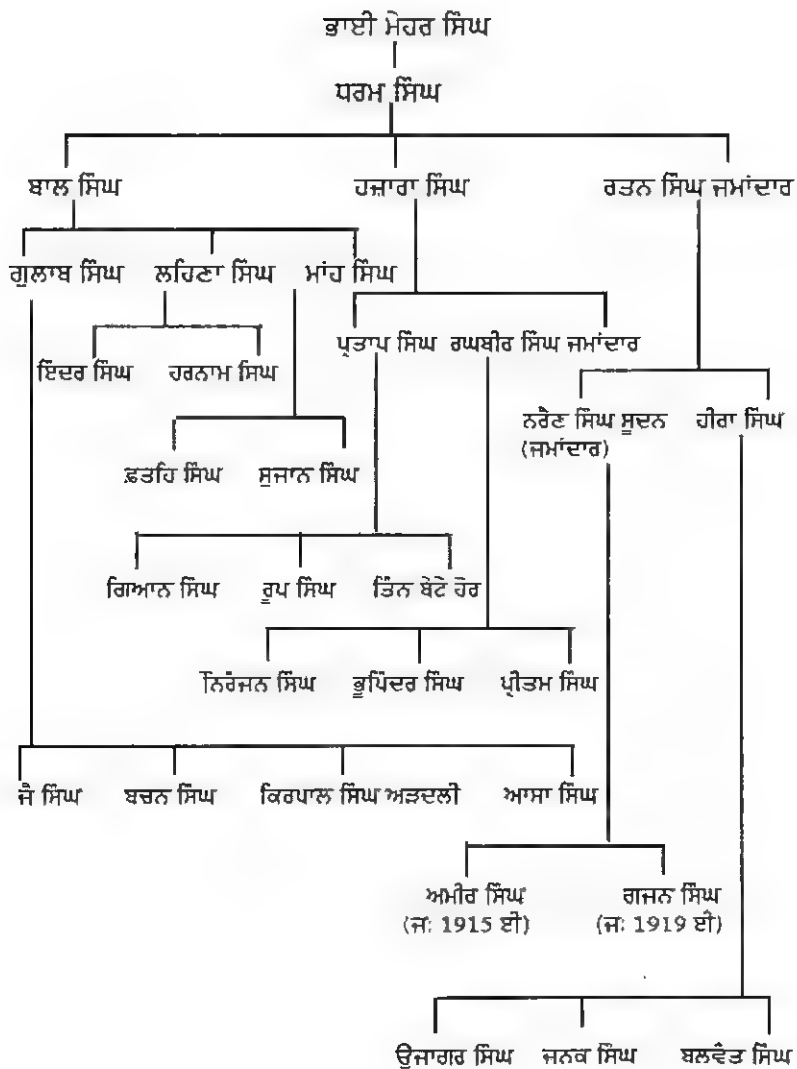 ਭਾਈ ਮੇਹਰ ਸਿੰਘ
ਧਰਮ ਸਿੰਘ
ਬਾਲ ਸਿੰਘ ਹਜ਼ਾਰਾ ਸਿੰਘ ਰਤਨ ਸਿੰਘ ਜਮਾਂਦਾਰ
ਗੁਲਾਬ ਸਿੰਘ ਲਹਿਣਾ ਸਿੰਘ ਮਾਂਹ ਸਿੰਘ
ਪ੍ਰਤਾਪ ਸਿੰਘ ਰਘਬੀਰ ਸਿੰਘ ਜਮਾਂਦਾਰ
ਇੰਦਰ ਸਿੰਘ ਹਰਨਾਮ ਸਿੰਘ
ਨਰੈਣ ਸਿੰਘ ਸੂਦਨ ਹੀਰਾ ਸਿੰਘ
(ਜਮਾਂਦਾਰ)
ਫ਼ਤਹਿ ਸਿੰਘ ਸੁਜਾਨ ਸਿੰਘ
ਗਿਆਨ ਸਿੰਘ ਰੂਪ ਸਿੰਘ ਤਿੰਨ ਬੇਟੇ ਹੋਰ
ਨਿਰੰਜਨ ਸਿੰਘ ਭੂਪਿੰਦਰ ਸਿੰਘ ਪ੍ਰੀਤਮ ਸਿੰਘ
ਜੈ ਸਿੰਘ ਬਚਨ ਸਿੰਘ ਕਿਰਪਾਲ ਸਿੰਘ ਅੜਦਲੀ ਆਸਾ ਸਿੰਘ
ਅਮੀਰ ਸਿੰਘ ਗਜਨ ਸਿੰਘ
(ਜ: 1915 ਈ) (ਜ: 1919 ਈ)
ਉਜਾਗਰ ਸਿੰਘ ਜਨਕ ਸਿੰਘ ਬਲਵੰਤ ਸਿੰਘ